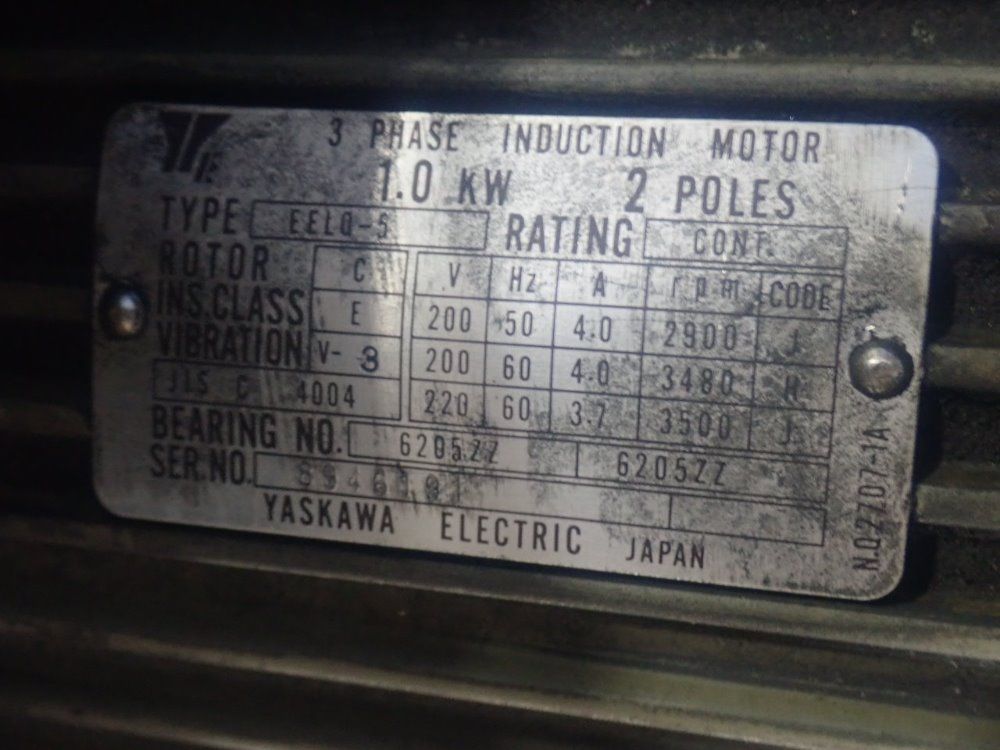 3 PHASE INDUCTION MOTOR
1.0 KW 2 POLES
TYPE EELQ-5 RATING CONT.
ROTOR C V Hz A rpm CODE
INS.CLASS E 200 50 4.0 2900 J
VIBRATION V-3 200 60 4.0 3480 H
JIS C 4004 220 60 3.7 3500 J
BEARING NO. 6205ZZ 6205ZZ
SER.NO.
YASKAWA ELECTRIC JAPAN
N.Q2707-1A